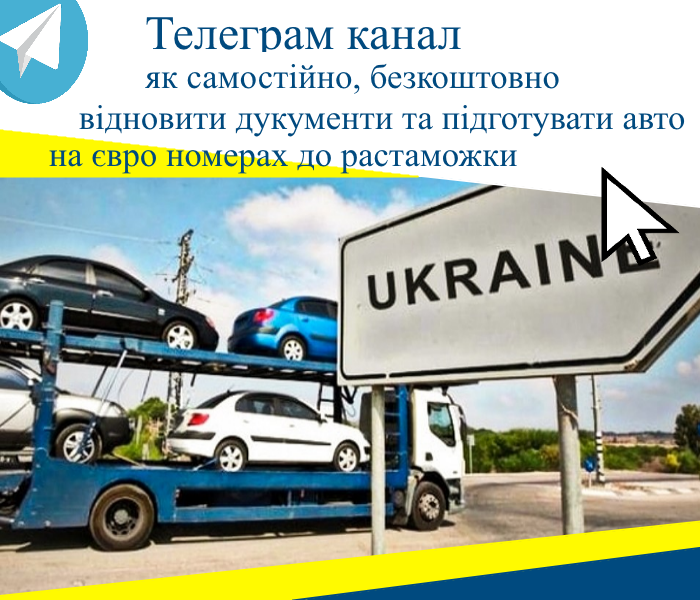 Телеграм канал
як самостійно, безкоштовно
відновити дукументи та підготувати авто
на євро номерах до растаможки
UKRAINE